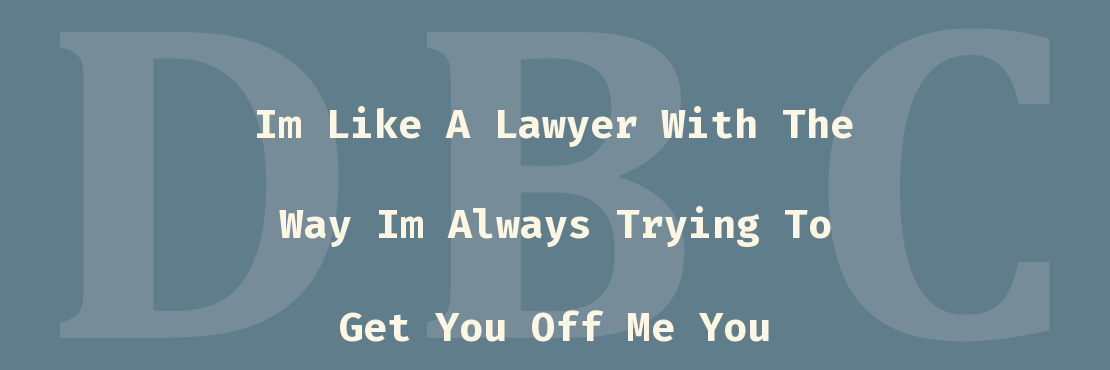 DBC
Im Like A Lawyer With The
Way Im Always Trying To
Get You Off Me You